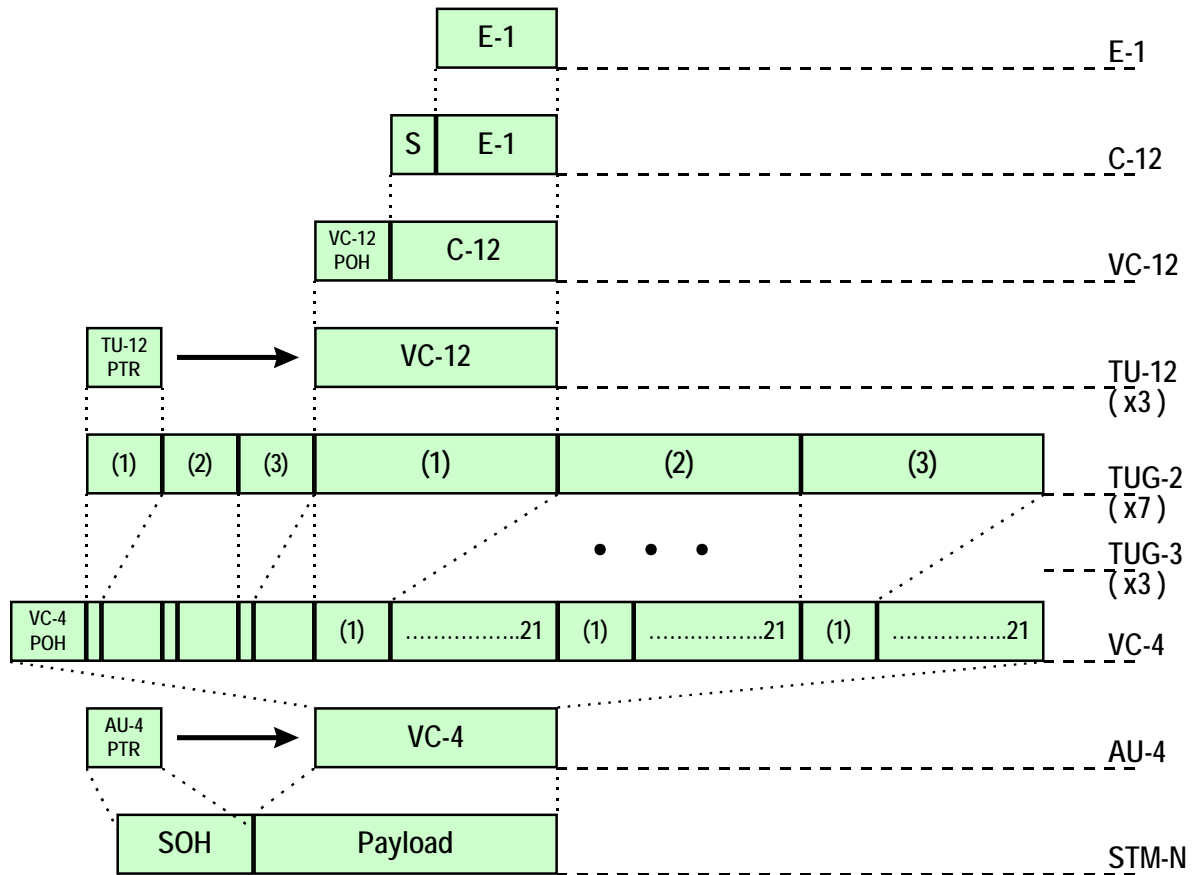 E-1
E-1
S E-1
C-12
VC-12
POH
C-12
VC-12
TU-12
PTR
VC-12
TU-12
( x3 )
(1) (2) (3) (1) (2) (3)
TUG-2
( x7 )
TUG-3
( x3 )
VC-4
POH
(1) .................21 (1) .................21 (1) .................21
VC-4
AU-4
PTR
VC-4
AU-4
SOH Payload
STM-N